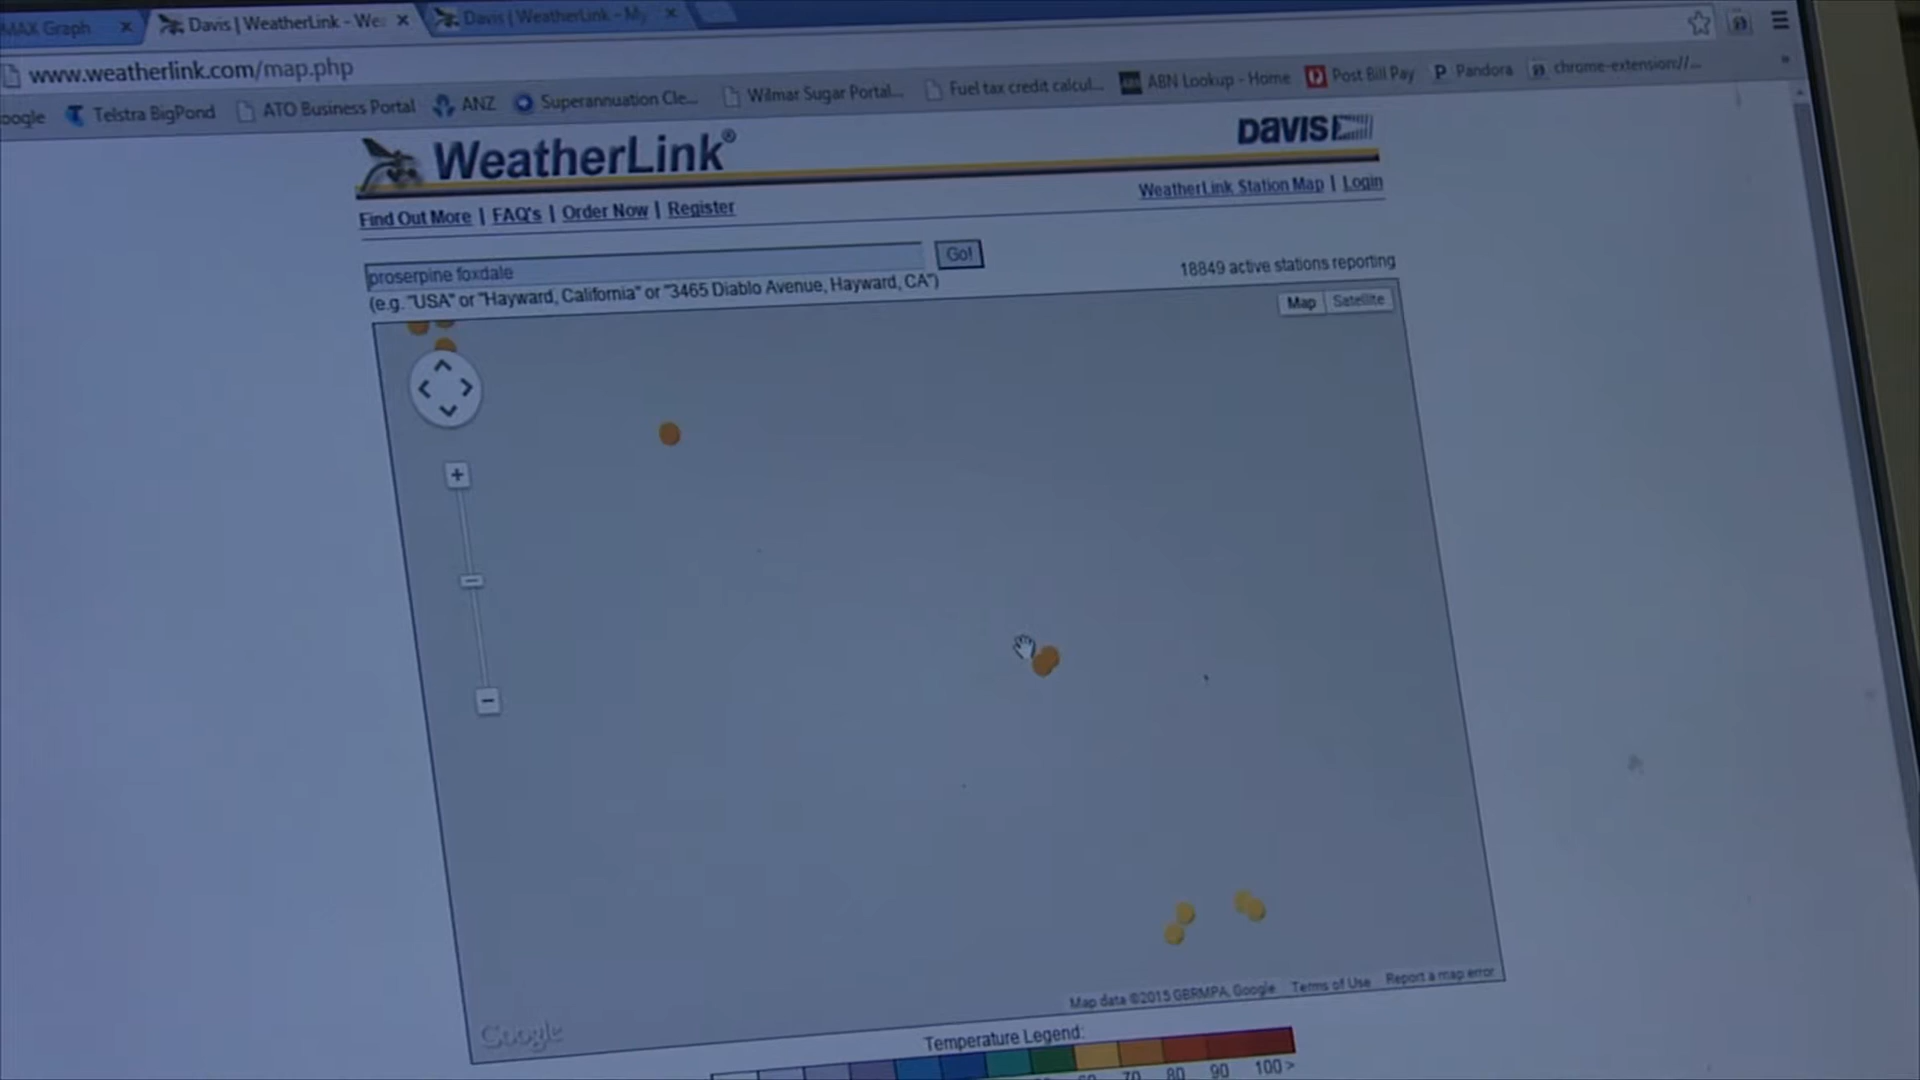 MAX Graph
Davis | WeatherLink - We
Davis | WeatherLink - My
www.weatherlink.com/map.php
oogle Telstra BigPond ATO Business Portal ANZ Superannuation Cle... Wilmar Sugar Portal... Fuel tax credit calcul... ABN Lookup - Home Post Bill Pay Pandora chrome-extension://...
WeatherLink® DAVIS
WeatherLink Station Map | Login
Find Out More | FAQ's | Order Now | Register
proserpine foxdale Go!
(e.g. "USA" or "Hayward, California" or "3465 Diablo Avenue, Hayward, CA")
18849 active stations reporting
Map Satellite
Map data ©2015 GBRMPA, Google Terms of Use Report a map error
Google
Temperature Legend:
70 80 90 100 >